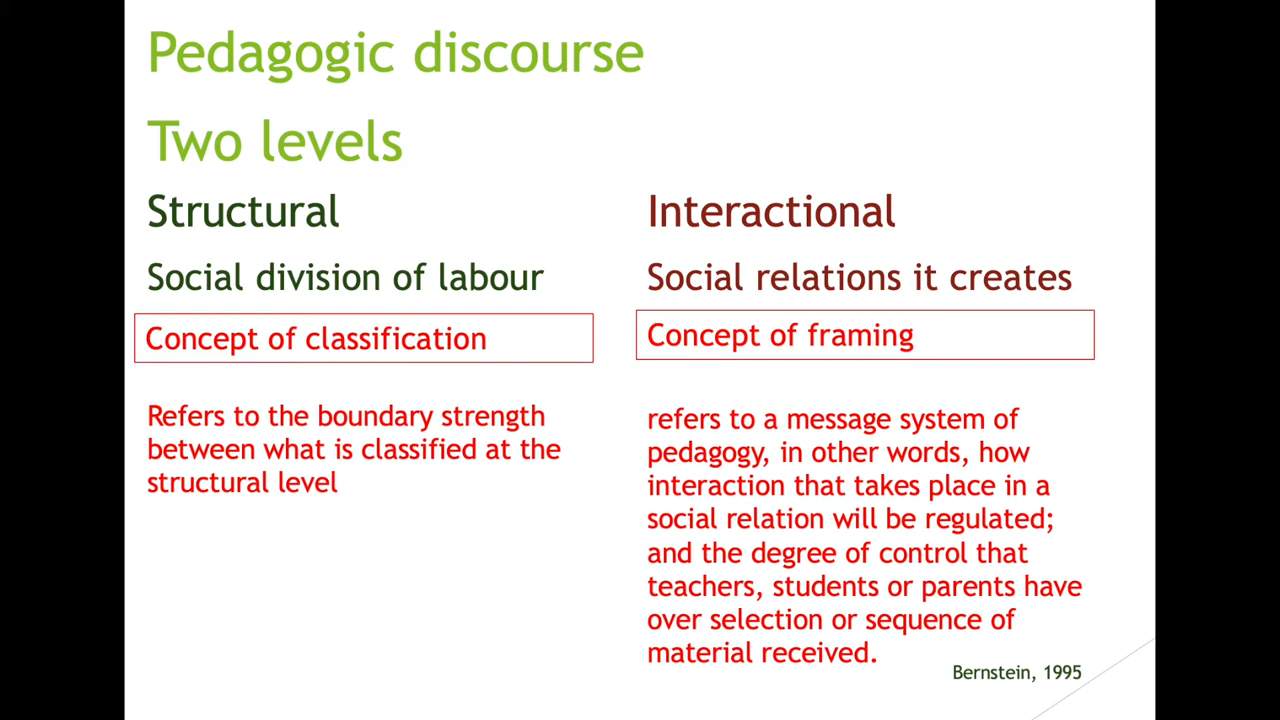 Pedagogic discourse
Two levels
Structural
Social division of labour
Concept of classification
Refers to the boundary strength
between what is classified at the
structural level
Interactional
Social relations it creates
Concept of framing
refers to a message system of
pedagogy, in other words, how
interaction that takes place in a
social relation will be regulated;
and the degree of control that
teachers, students or parents have
over selection or sequence of
material received.
Bernstein, 1995